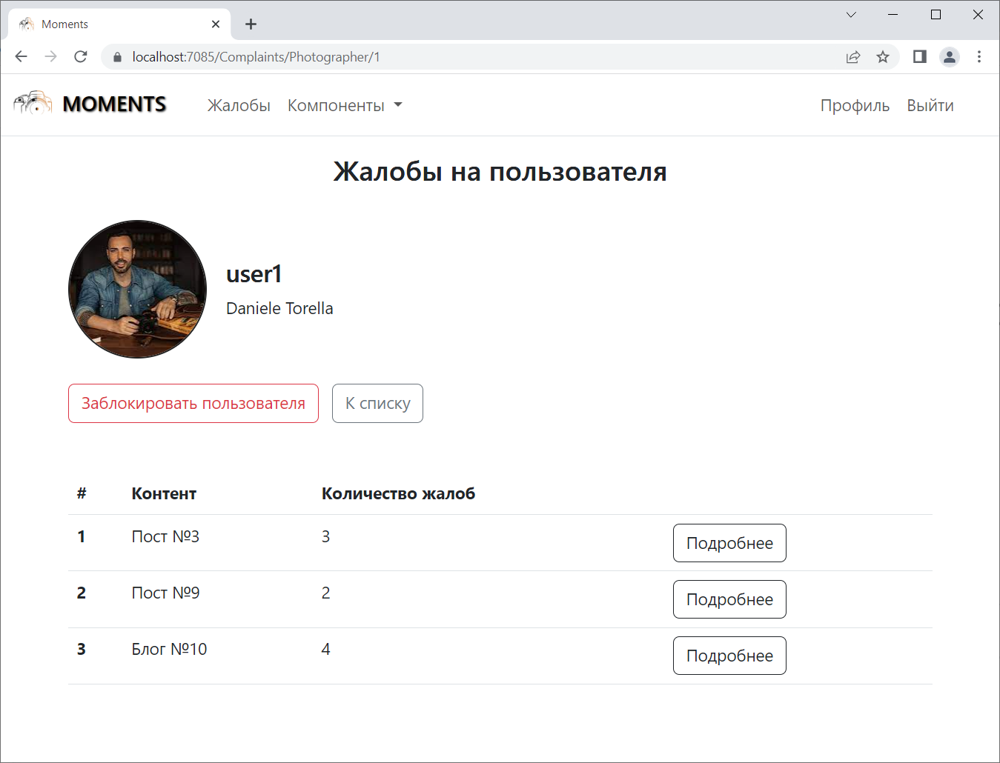 Moments
localhost:7085/Complaints/Photographer/1
MOMENTS Жалобы Компоненты Профиль Выйти
Жалобы на пользователя
user1
Daniele Torella
Заблокировать пользователя К списку
# Контент Количество жалоб
1 Пост №3 3 Подробнее
2 Пост №9 2 Подробнее
3 Блог №10 4 Подробнее